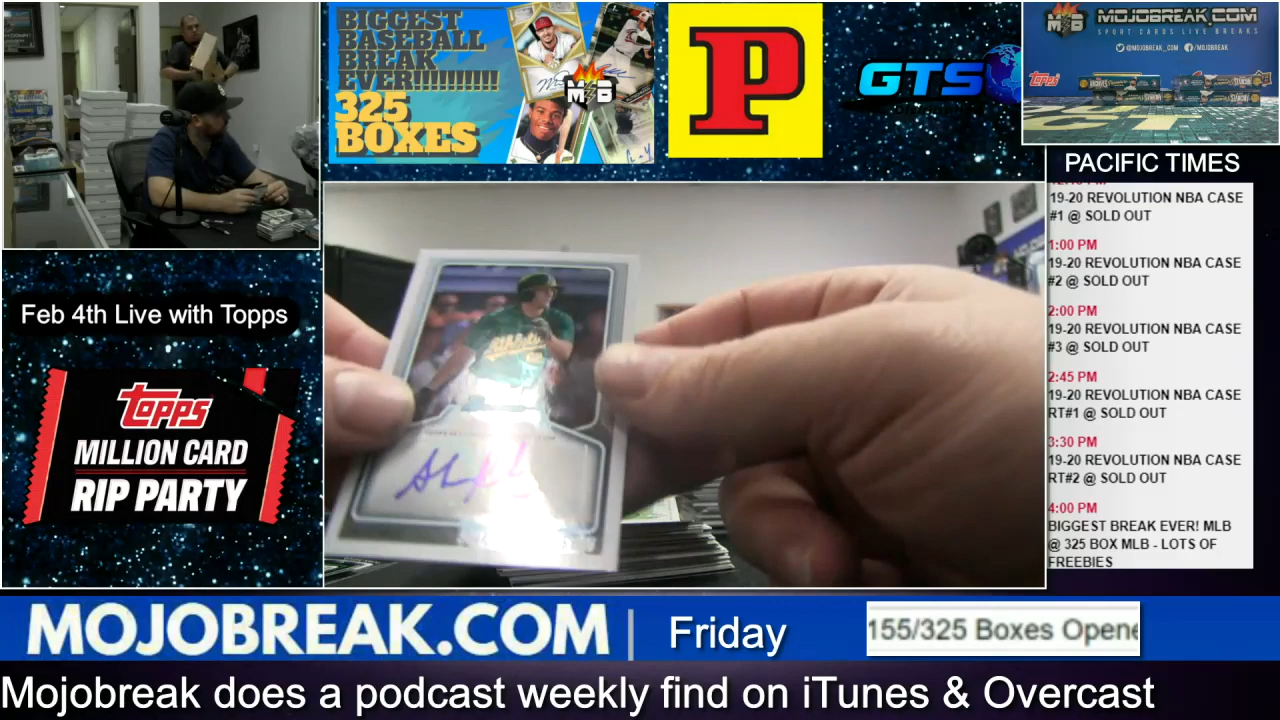 BIGGEST
BASEBALL
BREAK
EVER!!!!!!!!!!!
325
BOXES
M B
P
GTS
M B MOJOBREAK.COM
SPORT CARDS LIVE BREAKS
@MOJOBREAK_COM /MOJOBREAK
Topps
PACIFIC TIMES
19-20 REVOLUTION NBA CASE
#1 @ SOLD OUT
1:00 PM
19-20 REVOLUTION NBA CASE
#2 @ SOLD OUT
2:00 PM
19-20 REVOLUTION NBA CASE
#3 @ SOLD OUT
2:45 PM
19-20 REVOLUTION NBA CASE
RT#1 @ SOLD OUT
3:30 PM
19-20 REVOLUTION NBA CASE
RT#2 @ SOLD OUT
4:00 PM
BIGGEST BREAK EVER! MLB
@ 325 BOX MLB - LOTS OF
FREEBIES
Feb 4th Live with Topps
Topps
MILLION CARD
RIP PARTY
Athletics
MOJOBREAK.COM | Friday
155/325 Boxes Opene
Mojobreak does a podcast weekly find on iTunes & Overcast